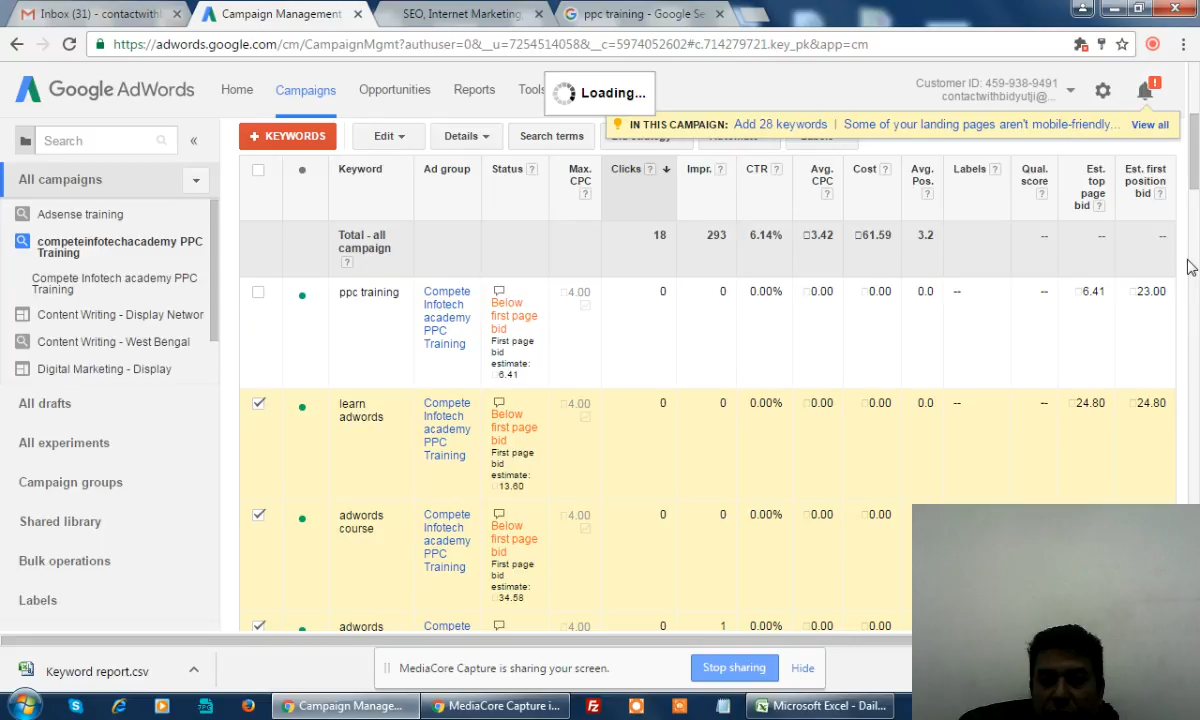 Inbox (31) - contactwith
Campaign Management
SEO, Internet Marketing,
ppc training - Google Se
https://adwords.google.com/cm/CampaignMgmt?authuser=0&__u=7254514058&__c=5974052602#c.714279721.key_pk&app=cm
Google AdWords
Home
Campaigns
Opportunities
Reports
Tools
Loading...
Customer ID: 459-938-9491
contactwithbidyutji@...
!
IN THIS CAMPAIGN: Add 28 keywords | Some of your landing pages aren't mobile-friendly... View all
Search
«
+ KEYWORDS
Edit
Details
Search terms
All campaigns
Adsense training
competeinfotechacademy PPC
Training
Compete Infotech academy PPC
Training
Content Writing - Display Networ
Content Writing - West Bengal
Digital Marketing - Display
All drafts
All experiments
Campaign groups
Shared library
Bulk operations
Labels
Keyword Ad group Status ? Max. CPC ? Clicks ? Impr. ? CTR ? Avg. CPC ? Cost ? Avg. Pos. ? Labels ? Qual. score ? Est. top page bid ? Est. first position bid ?
Total - all campaign ? 18 293 6.14% 3.42 61.59 3.2 -- -- --
ppc training Compete Infotech academy PPC Training Below first page bid First page bid estimate: 6.41 4.00 0 0 0.00% 0.00 0.00 0.0 -- -- 6.41 23.00
learn adwords Compete Infotech academy PPC Training Below first page bid First page bid estimate: 13.60 4.00 0 0 0.00% 0.00 0.00 0.0 -- -- 24.80 24.80
adwords course Compete Infotech academy PPC Training Below first page bid First page bid estimate: 34.58 4.00 0 0 0.00% 0.00 0.00
adwords Compete 4.00 0 1 0.00% 0.00 0.00
Keyword report.csv
MediaCore Capture is sharing your screen.
Stop sharing
Hide
Campaign Manage...
MediaCore Capture i...
Microsoft Excel - Dail...